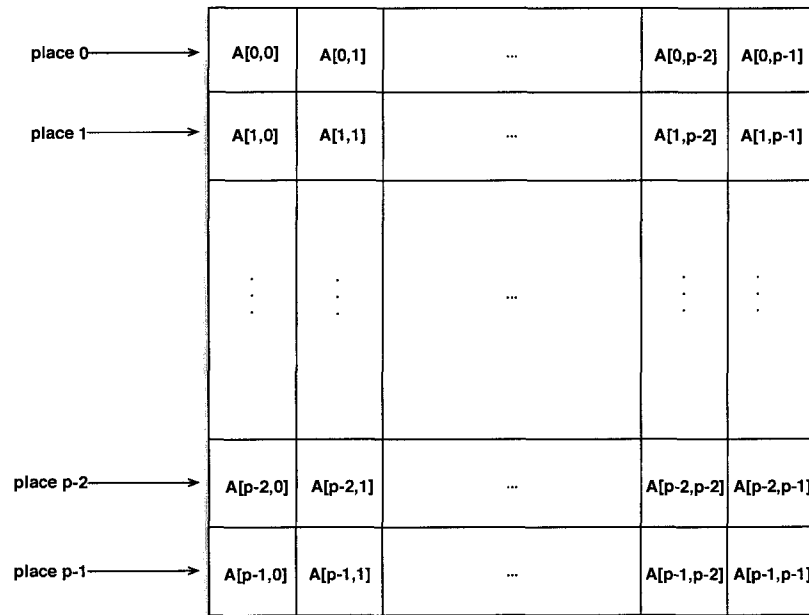 place 0 A[0,0] A[0,1] ... A[0,p-2] A[0,p-1]
place 1 A[1,0] A[1,1] ... A[1,p-2] A[1,p-1]
...
place p-2 A[p-2,0] A[p-2,1] ... A[p-2,p-2] A[p-2,p-1]
place p-1 A[p-1,0] A[p-1,1] ... A[p-1,p-2] A[p-1,p-1]